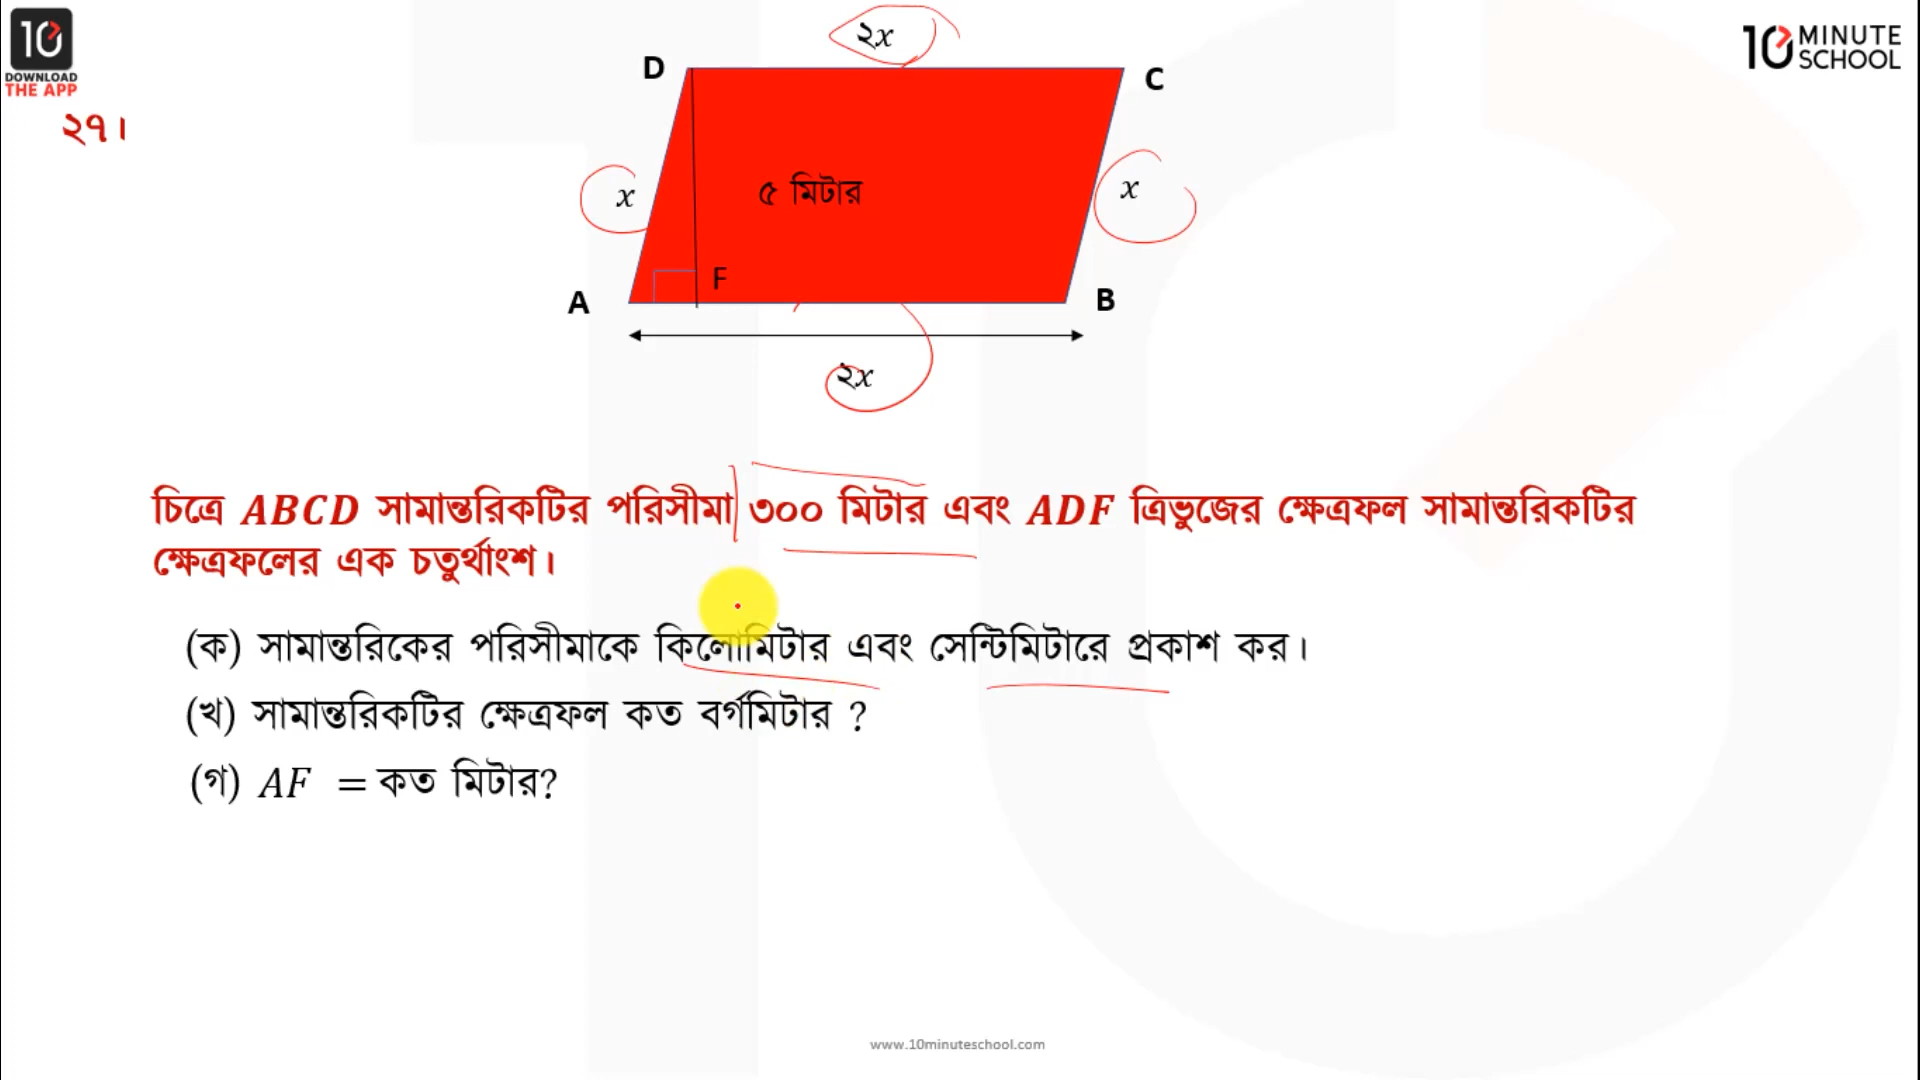 10
DOWNLOAD
THE APP
10 MINUTE
SCHOOL
২৭।
২x
D
C
x
৫ মিটার
x
F
A
B
২x
চিত্রে ABCD সামান্তরিকটির পরিসীমা ৩০০ মিটার এবং ADF ত্রিভুজের ক্ষেত্রফল সামান্তরিকটির
ক্ষেত্রফলের এক চতুর্থাংশ।
(ক) সামান্তরিকের পরিসীমাকে কিলোমিটার এবং সেন্টিমিটারে প্রকাশ কর।
(খ) সামান্তরিকটির ক্ষেত্রফল কত বর্গমিটার ?
(গ) AF = কত মিটার?
www.10minuteschool.com